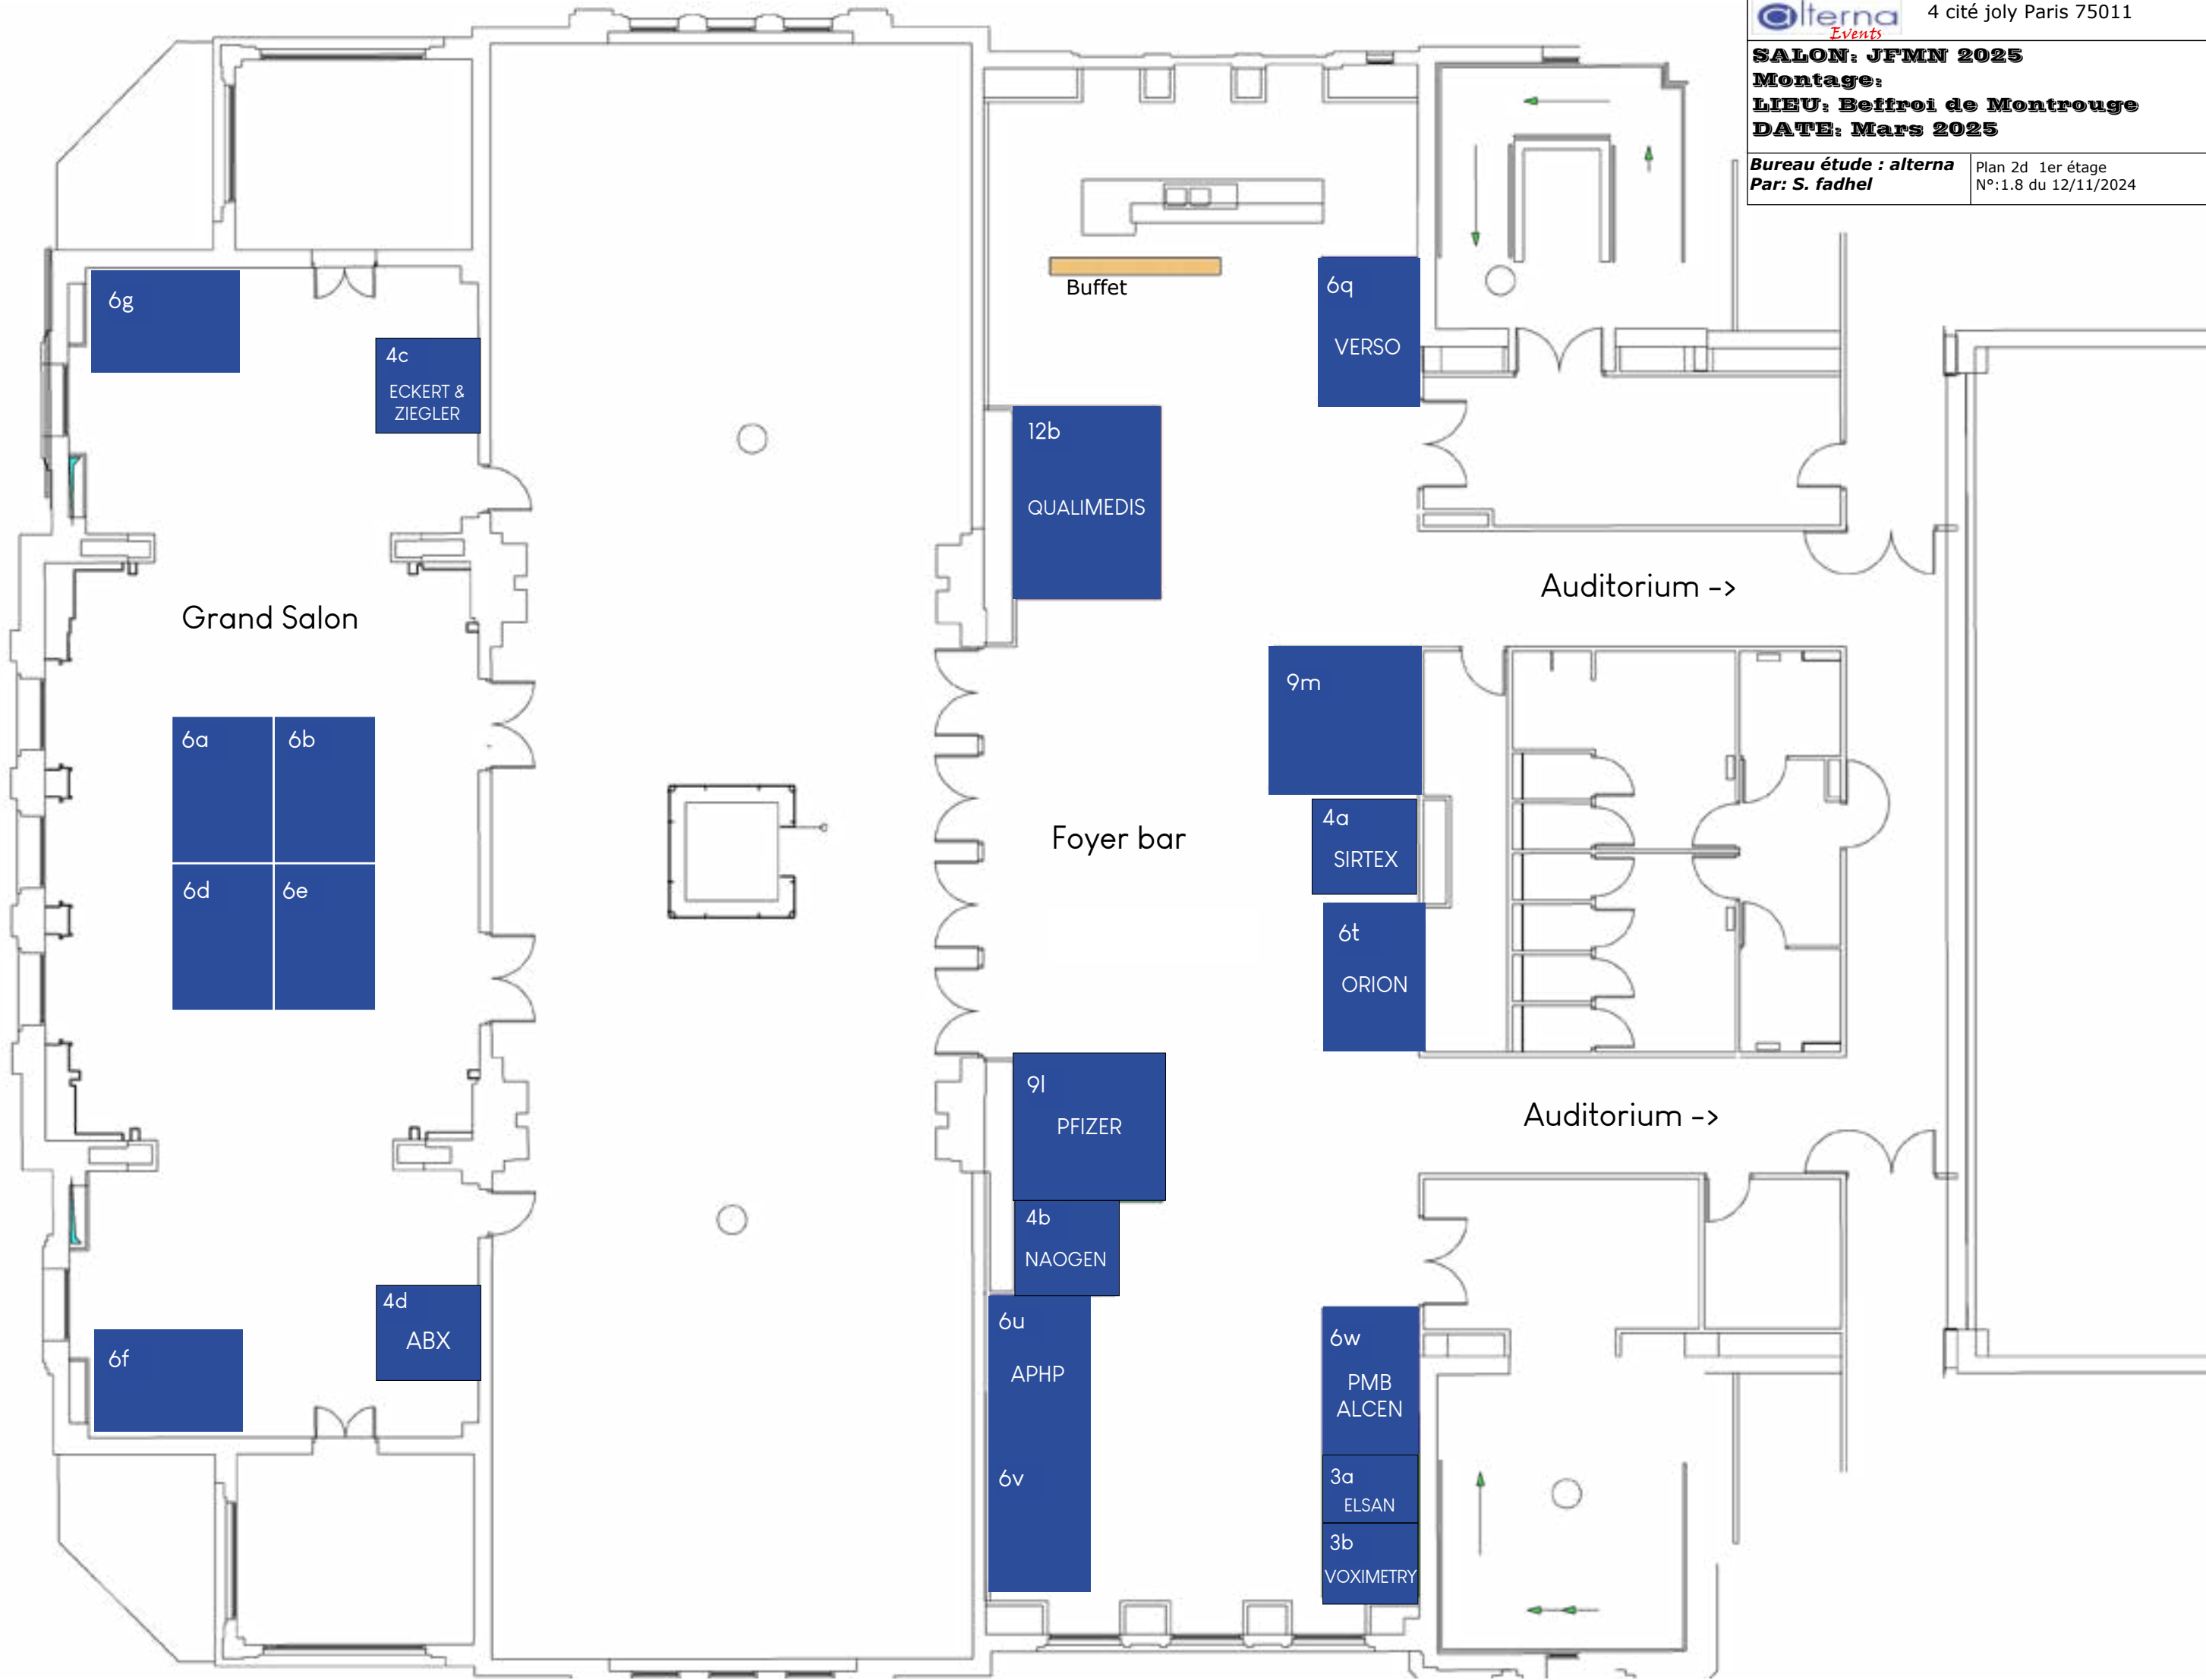 alterna
Events
4 cité joly Paris 75011
SALON: JFMN 2025
Montage:
LIEU: Beffroi de Montrouge
DATE: Mars 2025
Bureau étude : alterna
Par: S. fadhel
Plan 2d 1er étage
N°:1.8 du 12/11/2024
6g
4c
ECKERT &
ZIEGLER
Buffet
6q
VERSO
12b
QUALIMEDIS
Grand Salon
Auditorium ->
6a
6b
6d
6e
9m
4a
SIRTEX
Foyer bar
6t
ORION
9l
PFIZER
Auditorium ->
4b
NAOGEN
4d
ABX
6f
6u
APHP
6v
6w
PMB
ALCEN
3a
ELSAN
3b
VOXIMETRY